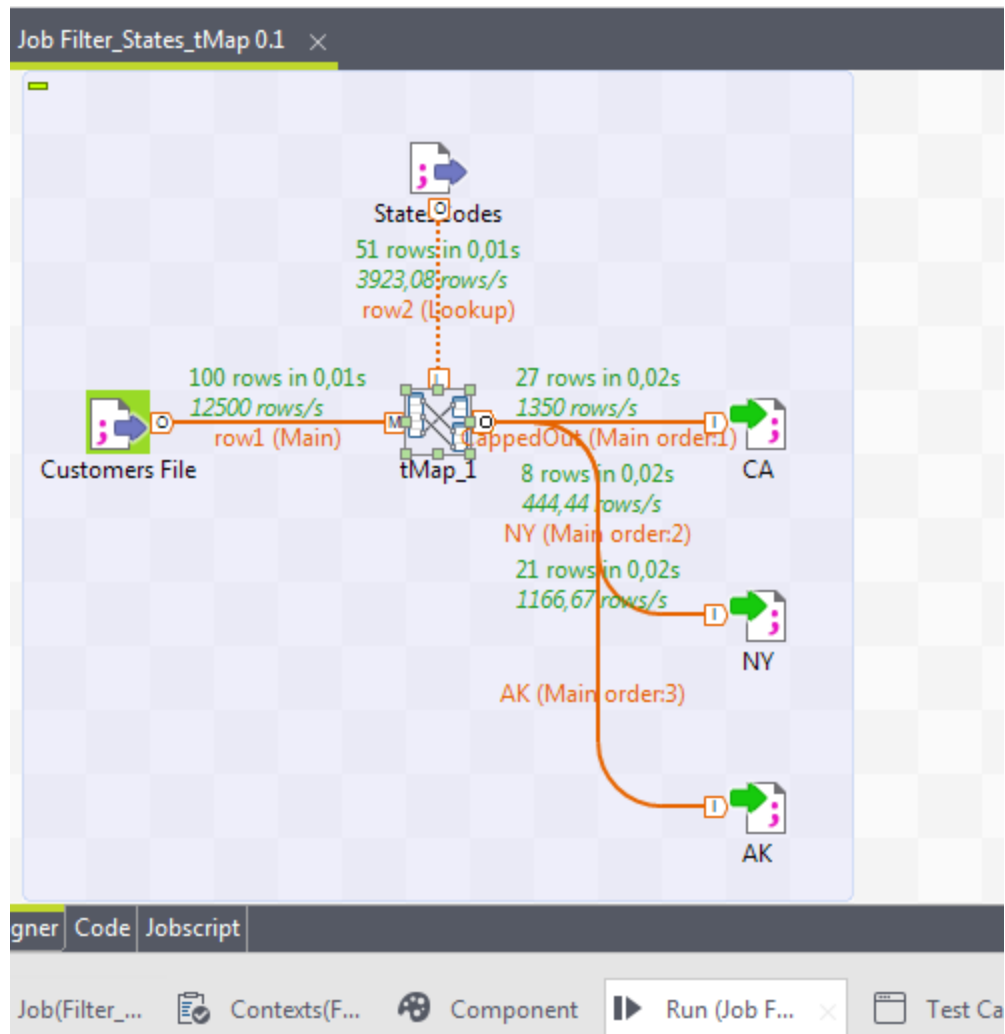 Job Filter_States_tMap 0.1
StatesCodes
51 rows in 0,01s
3923,08 rows/s
row2 (Lookup)
100 rows in 0,01s
12500 rows/s
row1 (Main)
Customers File
tMap_1
27 rows in 0,02s
1350 rows/s
CappedOut (Main order:1)
CA
8 rows in 0,02s
444,44 rows/s
NY (Main order:2)
21 rows in 0,02s
1166,67 rows/s
NY
AK (Main order:3)
AK
gner Code Jobscript
Job(Filter_... Contexts(F... Component Run (Job F... Test Ca